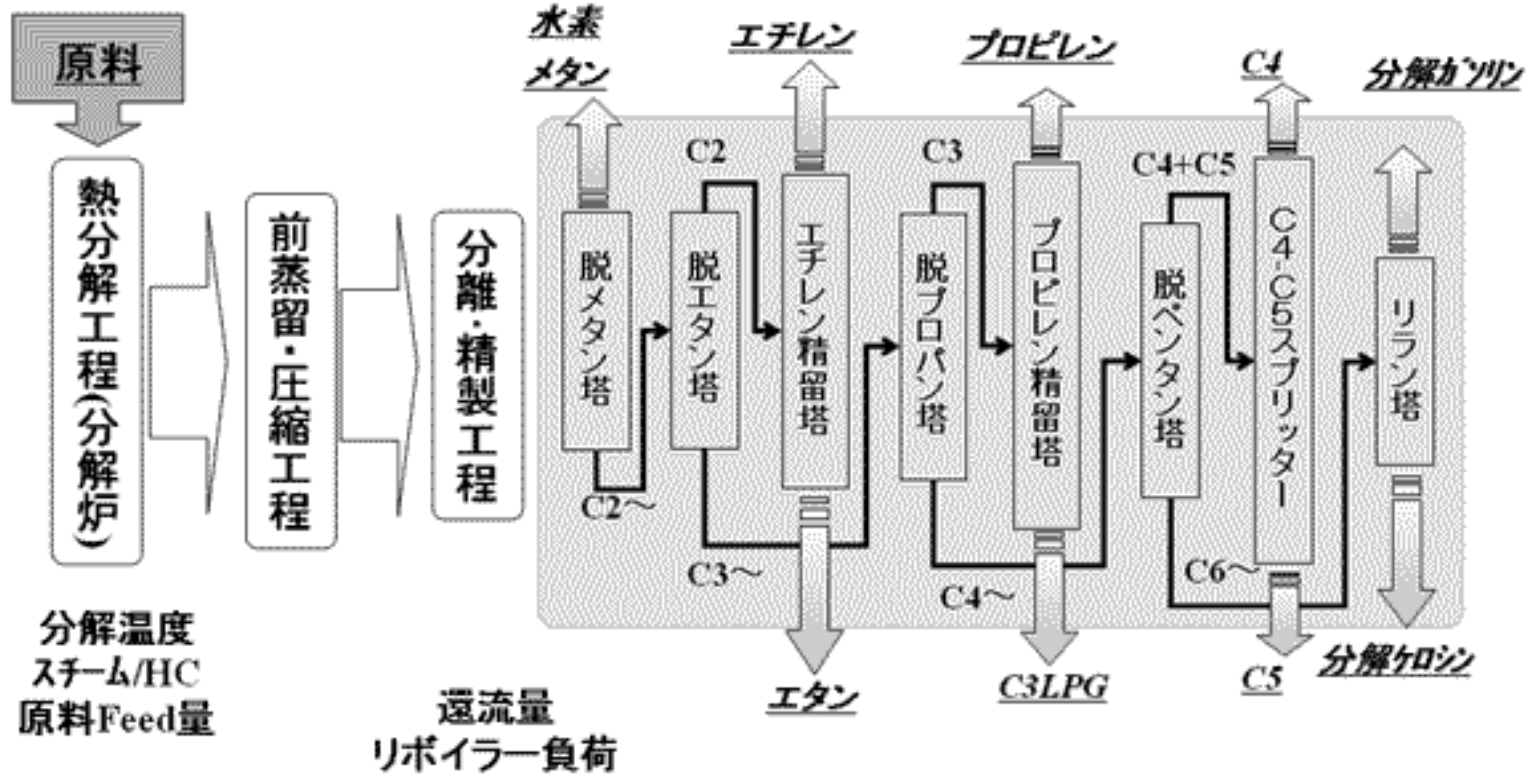 原料
熱分解工程(分解炉)
前蒸留・圧縮工程
分離・精製工程
分解温度
スチーム/HC
原料Feed量
還流量
リボイラー負荷
水素
メタン
エチレン
プロピレン
C4
分解ガソリン
C2
C3
C4+C5
脱メタン塔
脱エタン塔
エチレン精留塔
脱プロパン塔
プロピレン精留塔
脱ペンタン塔
C4-C5スプリッター
リラン塔
C2～
C3～
C4～
C6～
エタン
C3LPG
C5
分解ケロシン